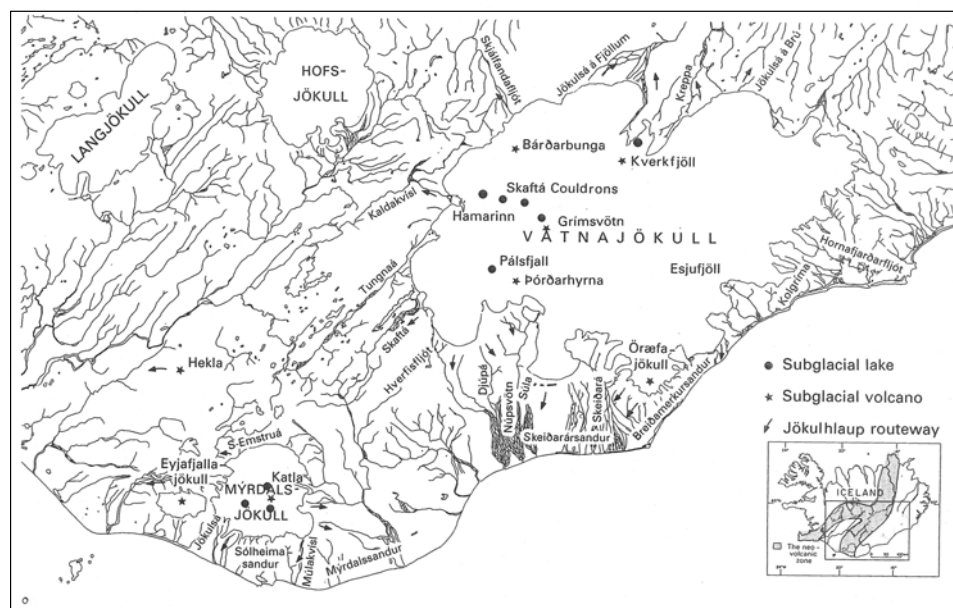 HOFS-
JÖKULL
LANGJÖKULL
Skjálfandafljót
Jökulsá á Fjöllum
Kreppa
Jökulsá á Brú
Bárðarbunga
Kverkfjöll
Skaftá Couldrons
Hamarinn
Grímsvötn
VATNAJÖKULL
Kaldakvísl
Pálsfjall
Þórðarhyrna
Esjufjöll
Hornafjarðarfljót
Kolgríma
Tungnaá
Skaftá
Hverfisfljót
Hekla
Djúpá
Núpsvötn
Súla
Skeiðará
Skeiðarársandur
Öræfa-
jökull
Breiðamerkursandur
S-Emstruá
Eyjafjalla
jökull
Katla
MÝRDALS-
JÖKULL
Jökulsá
Sólheima
sandur
Múlakvísl
Mýrdalssandur
Subglacial lake
Subglacial volcano
Jökulhlaup routeway
ICELAND
The neo-
volcanic
zone